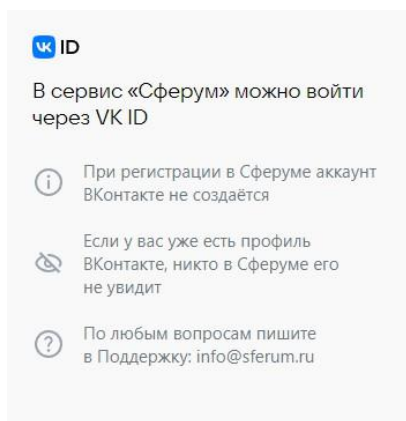 VK ID
В сервис «Сферум» можно войти
через VK ID
При регистрации в Сферуме аккаунт
ВКонтакте не создаётся
Если у вас уже есть профиль
ВКонтакте, никто в Сферуме его
не увидит
По любым вопросам пишите
в Поддержку: info@sferum.ru